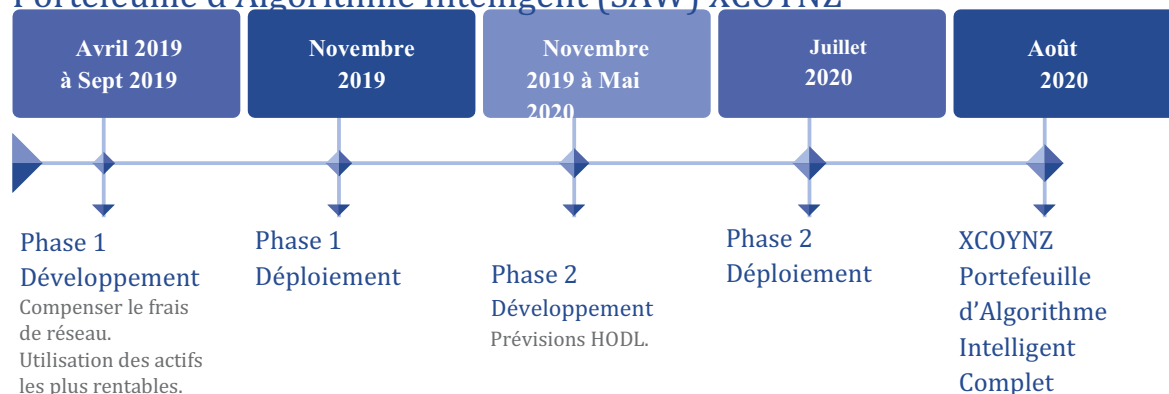 Portefeuille d'Algorithme Intelligent (SAW) XCOYNZ
Avril 2019
à Sept 2019
Novembre
2019
Novembre
2019 à Mai
2020
Juillet
2020
Août
2020
Phase 1
Développement
Compenser le frais
de réseau.
Utilisation des actifs
les plus rentables.
Phase 1
Déploiement
Phase 2
Développement
Prévisions HODL.
Phase 2
Déploiement
XCOYNZ
Portefeuille
d’Algorithme
Intelligent
Complet